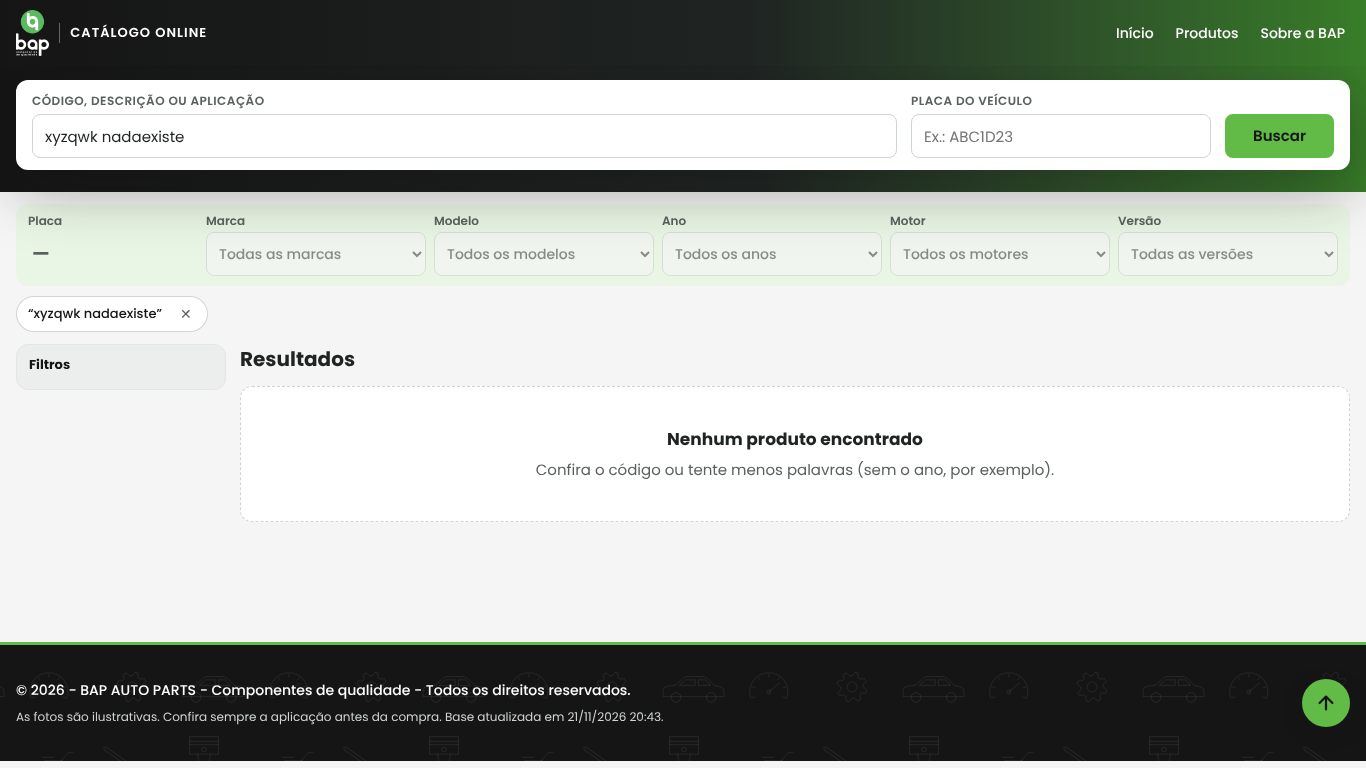 bap
CATÁLOGO ONLINE
Início
Produtos
Sobre a BAP
CÓDIGO, DESCRIÇÃO OU APLICAÇÃO
PLACA DO VEÍCULO
xyzqwk nadaexiste
Ex.: ABC1D23
Buscar
Placa
Marca
Modelo
Ano
Motor
Versão
—
Todas as marcas
Todos os modelos
Todos os anos
Todos os motores
Todas as versões
“xyzqwk nadaexiste” ✕
Filtros
Resultados
Nenhum produto encontrado
Confira o código ou tente menos palavras (sem o ano, por exemplo).
© 2026 - BAP AUTO PARTS - Componentes de qualidade - Todos os direitos reservados.
As fotos são ilustrativas. Confira sempre a aplicação antes da compra. Base atualizada em 21/11/2026 20:43.